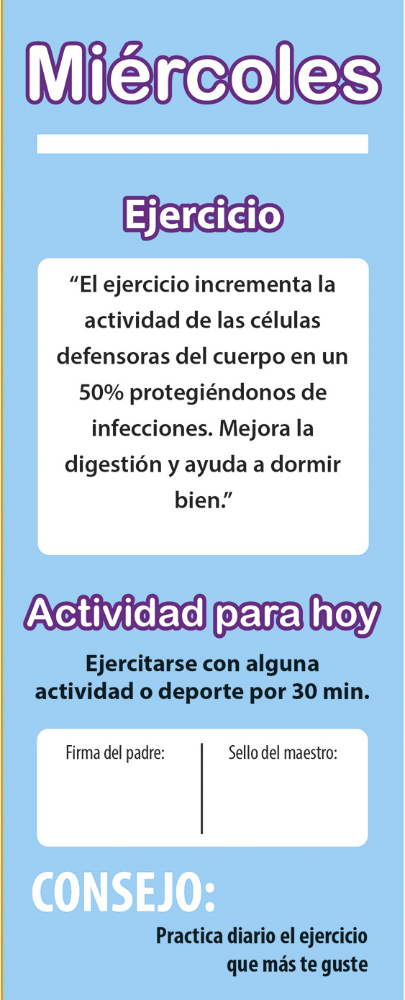 Miércoles
Ejercicio
“El ejercicio incrementa la
actividad de las células
defensoras del cuerpo en un
50% protegiéndonos de
infecciones. Mejora la
digestión y ayuda a dormir
bien.”
Actividad para hoy
Ejercitarse con alguna
actividad o deporte por 30 min.
Firma del padre:
Sello del maestro:
CONSEJO:
Practica diario el ejercicio
que más te guste